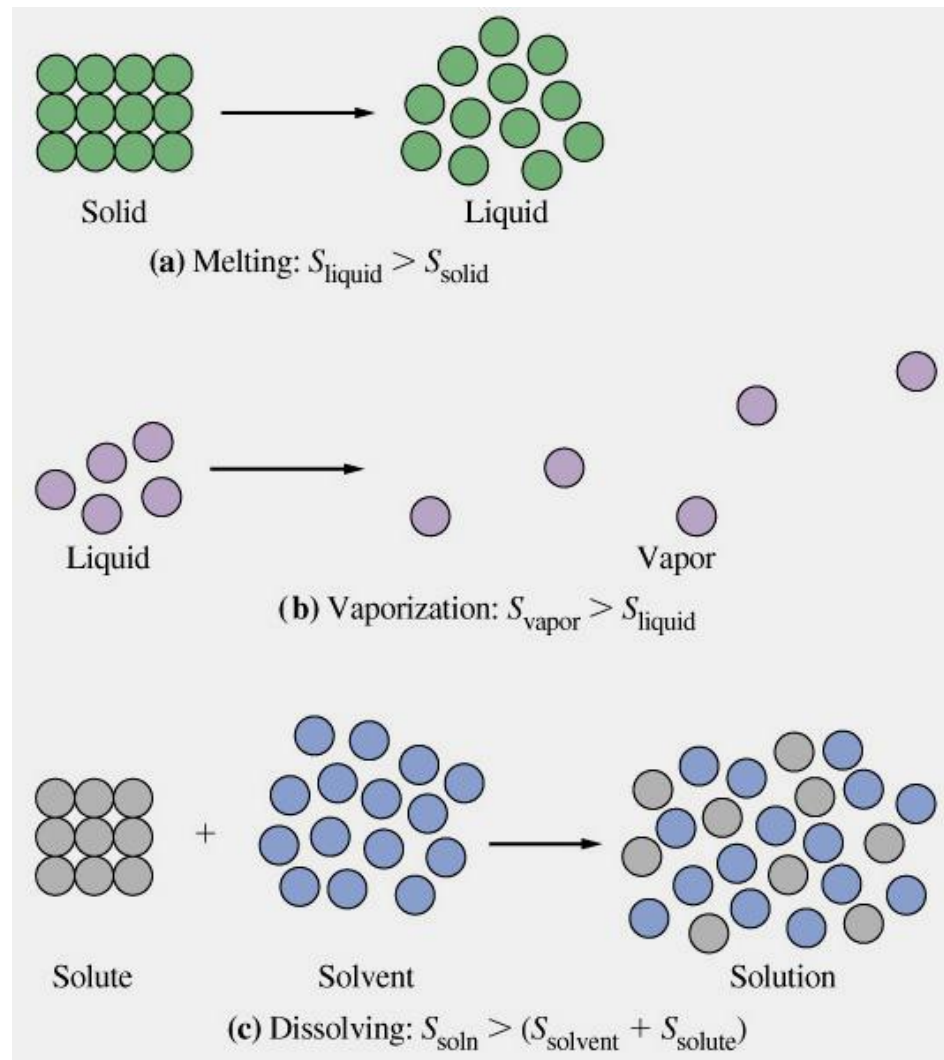 Solid Liquid
(a) Melting: S_liquid > S_solid
Liquid Vapor
(b) Vaporization: S_vapor > S_liquid
+
Solute Solvent Solution
(c) Dissolving: S_soln > (S_solvent + S_solute)